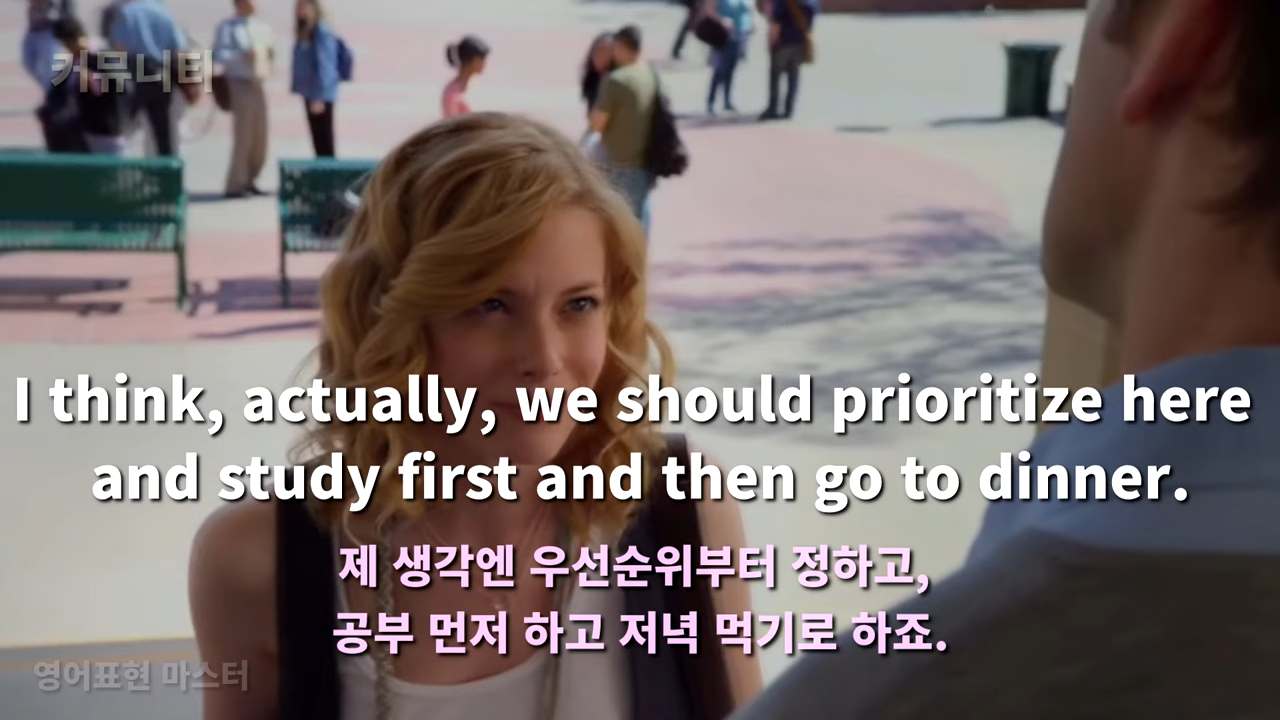 커뮤니티
I think, actually, we should prioritize here
and study first and then go to dinner.
제 생각엔 우선순위부터 정하고,
공부 먼저 하고 저녁 먹기로 하죠.
영어표현 마스터